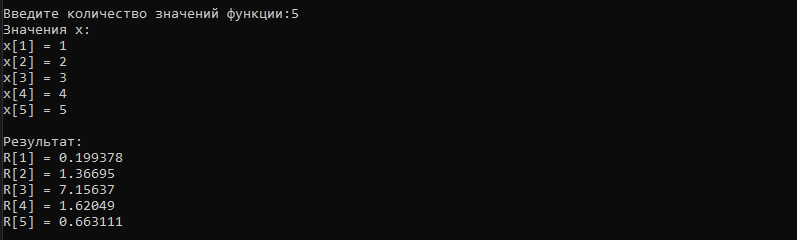 Введите количество значений функции:5
Значения x:
x[1] = 1
x[2] = 2
x[3] = 3
x[4] = 4
x[5] = 5
Результат:
R[1] = 0.199378
R[2] = 1.36695
R[3] = 7.15637
R[4] = 1.62049
R[5] = 0.663111